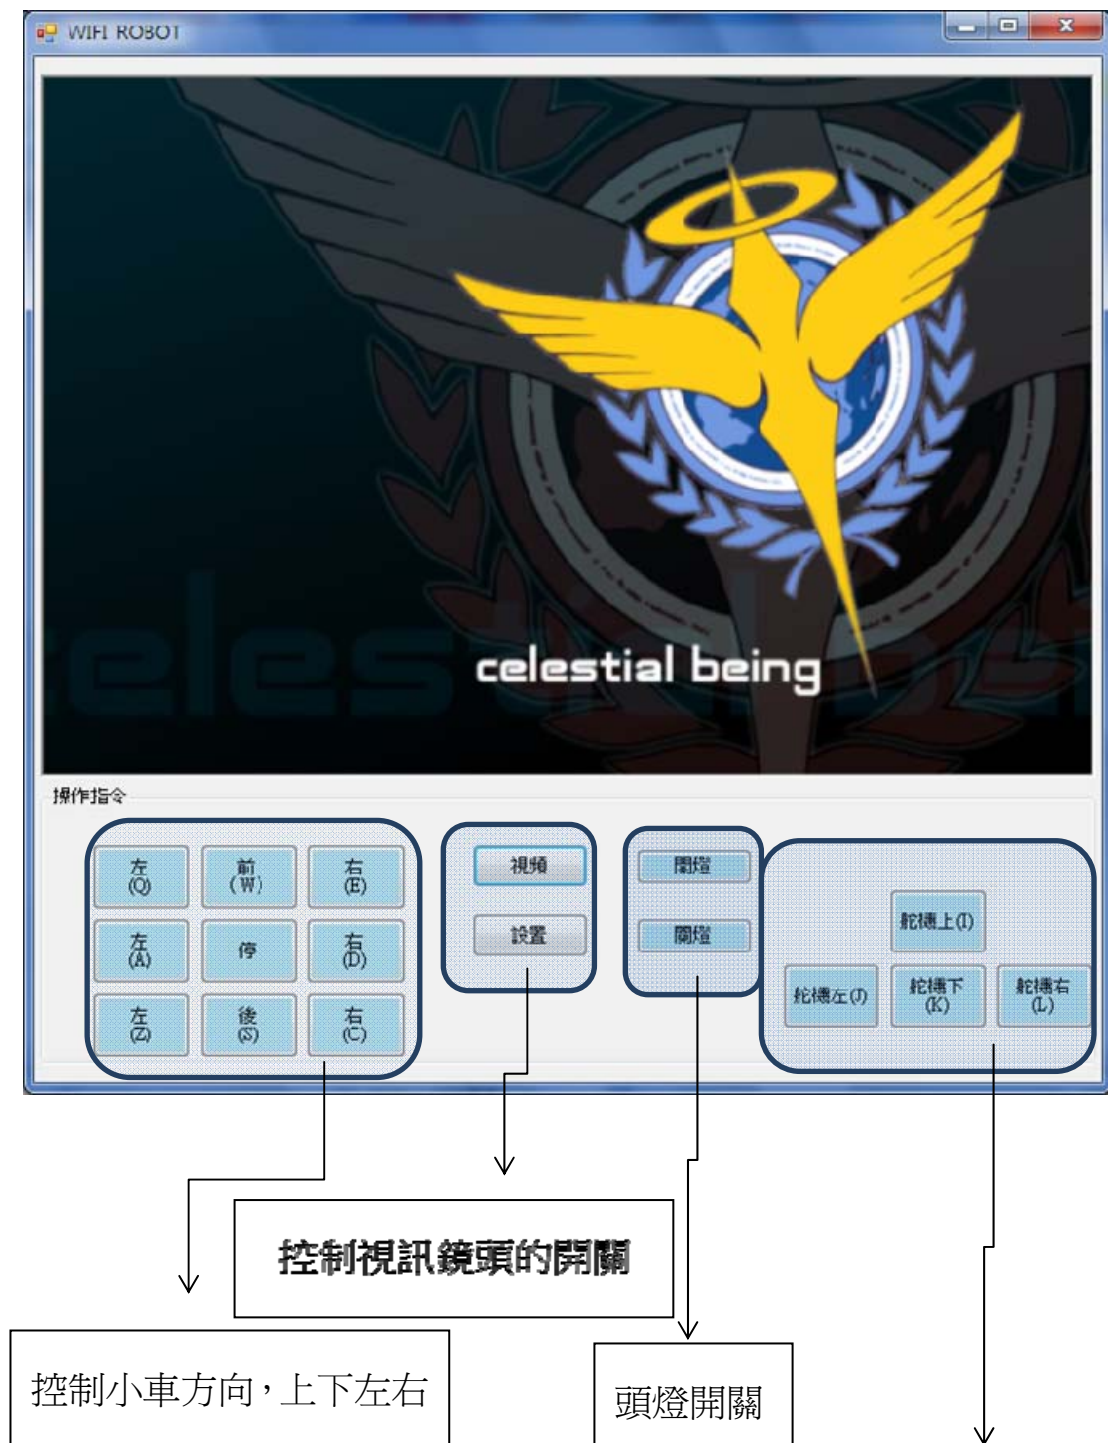 WIFI ROBOT
celestial being
操作指令
左
(Q)
前
(W)
右
(E)
左
(A)
停
右
(D)
左
(Z)
後
(S)
右
(C)
視頻
設置
開燈
關燈
舵機上(I)
舵機左(J)
舵機下
(K)
舵機右
(L)
控制視訊鏡頭的開關
控制小車方向，上下左右
頭燈開關